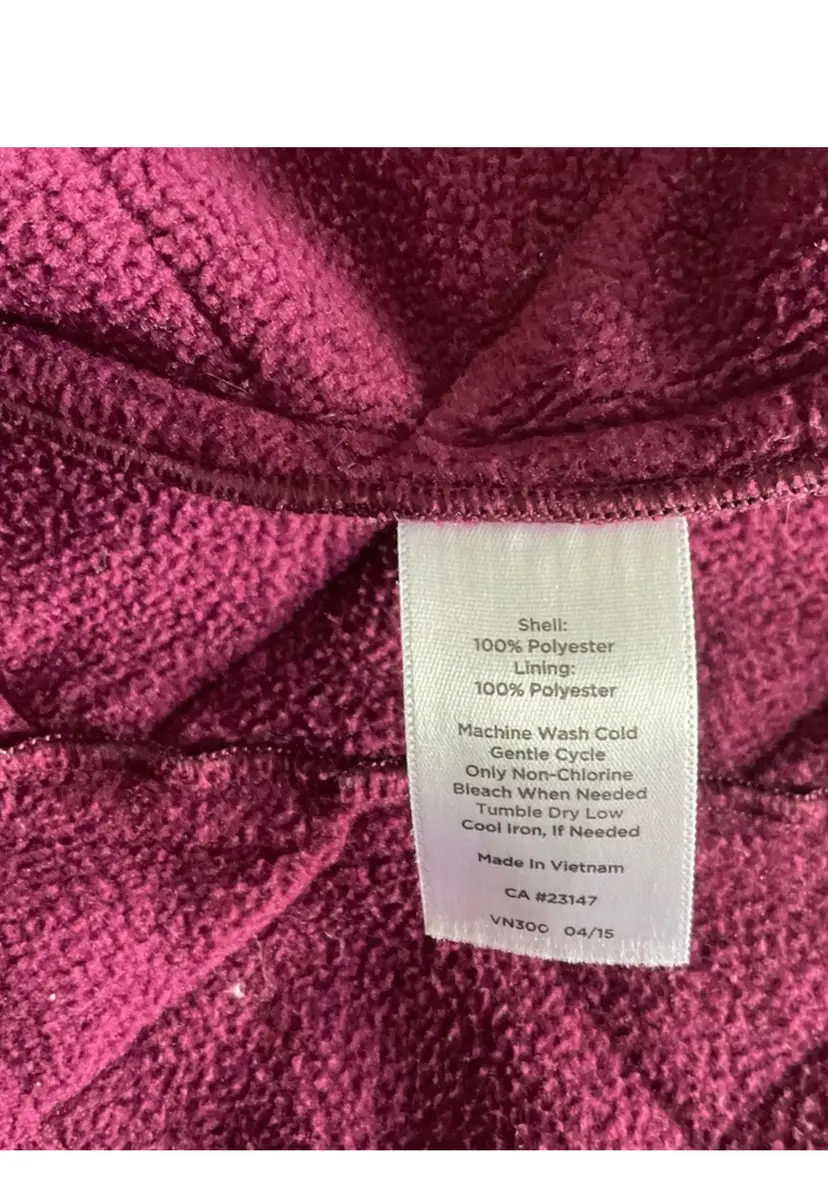 Shell:
100% Polyester
Lining:
100% Polyester
Machine Wash Cold
Gentle Cycle
Only Non-Chlorine
Bleach When Needed
Tumble Dry Low
Cool Iron, If Needed
Made In Vietnam
CA #23147
VN300 04/15